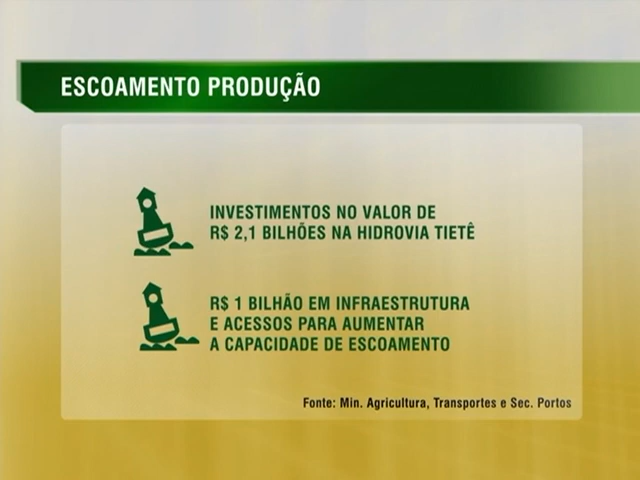 ESCOAMENTO PRODUÇÃO
INVESTIMENTOS NO VALOR DE
R$ 2,1 BILHÕES NA HIDROVIA TIETÊ
R$ 1 BILHÃO EM INFRAESTRUTURA
E ACESSOS PARA AUMENTAR
A CAPACIDADE DE ESCOAMENTO
Fonte: Min. Agricultura, Transportes e Sec. Portos